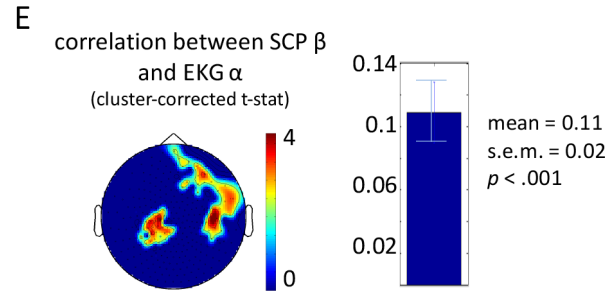 E
correlation between SCP β
and EKG α
(cluster-corrected t-stat)
4
0
0.14
0.1
0.06
0.02
mean = 0.11
s.e.m. = 0.02
p < .001